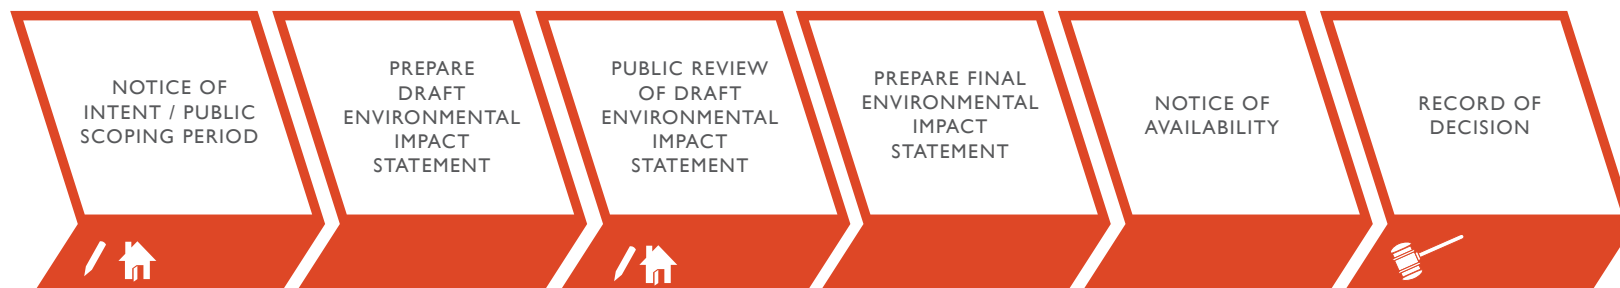 NOTICE OF
INTENT / PUBLIC
SCOPING PERIOD
PREPARE
DRAFT
ENVIRONMENTAL
IMPACT
STATEMENT
PUBLIC REVIEW
OF DRAFT
ENVIRONMENTAL
IMPACT
STATEMENT
PREPARE FINAL
ENVIRONMENTAL
IMPACT
STATEMENT
NOTICE OF
AVAILABILITY
RECORD OF
DECISION